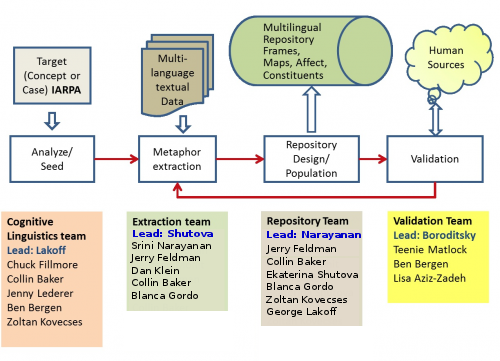 Target
(Concept or
Case) IARPA
Multi-
language
textual
Data
Multilingual
Repository
Frames,
Maps, Affect,
Constituents
Human
Sources
Analyze/
Seed
Metaphor
extraction
Repository
Design/
Population
Validation
Cognitive
Linguistics team
Lead: Lakoff
Chuck Fillmore
Collin Baker
Jenny Lederer
Ben Bergen
Zoltan Kovecses
Extraction team
Lead: Shutova
Srini Narayanan
Jerry Feldman
Dan Klein
Collin Baker
Blanca Gordo
Repository Team
Lead: Narayanan
Jerry Feldman
Collin Baker
Ekaterina Shutova
Blanca Gordo
Zoltan Kovecses
George Lakoff
Validation Team
Lead: Boroditsky
Teenie Matlock
Ben Bergen
Lisa Aziz-Zadeh